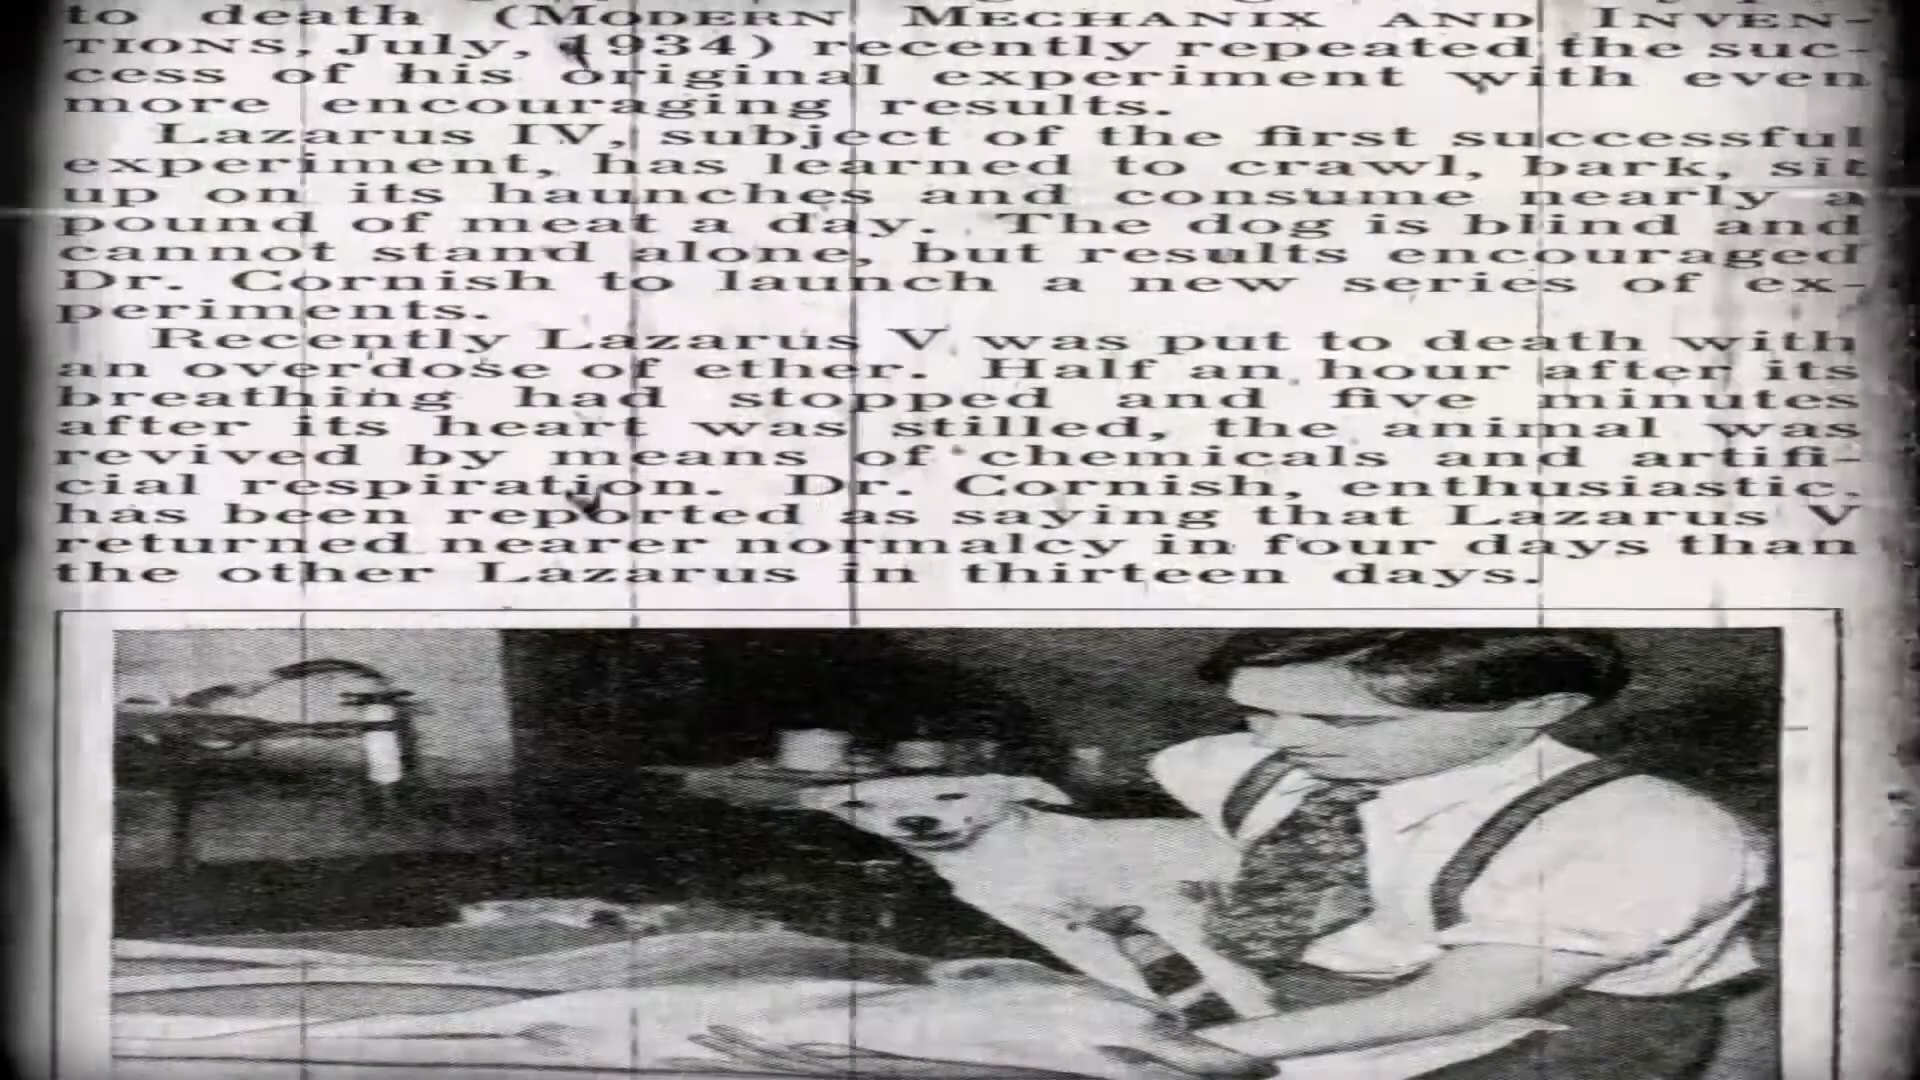 to death (MODERN MECHANIX AND INVEN-
TIONS, July, 1934) recently repeated the suc-
cess of his original experiment with even
more encouraging results.
Lazarus IV, subject of the first successful
experiment, has learned to crawl, bark, sit
up on its haunches and consume nearly a
pound of meat a day. The dog is blind and
cannot stand alone, but results encouraged
Dr. Cornish to launch a new series of ex-
periments.
Recently Lazarus V was put to death with
an overdose of ether. Half an hour after its
breathing had stopped and five minutes
after its heart was stilled, the animal was
revived by means of chemicals and artifi-
cial respiration. Dr. Cornish, enthusiastic,
has been reported as saying that Lazarus V
returned nearer normalcy in four days than
the other Lazarus in thirteen days.